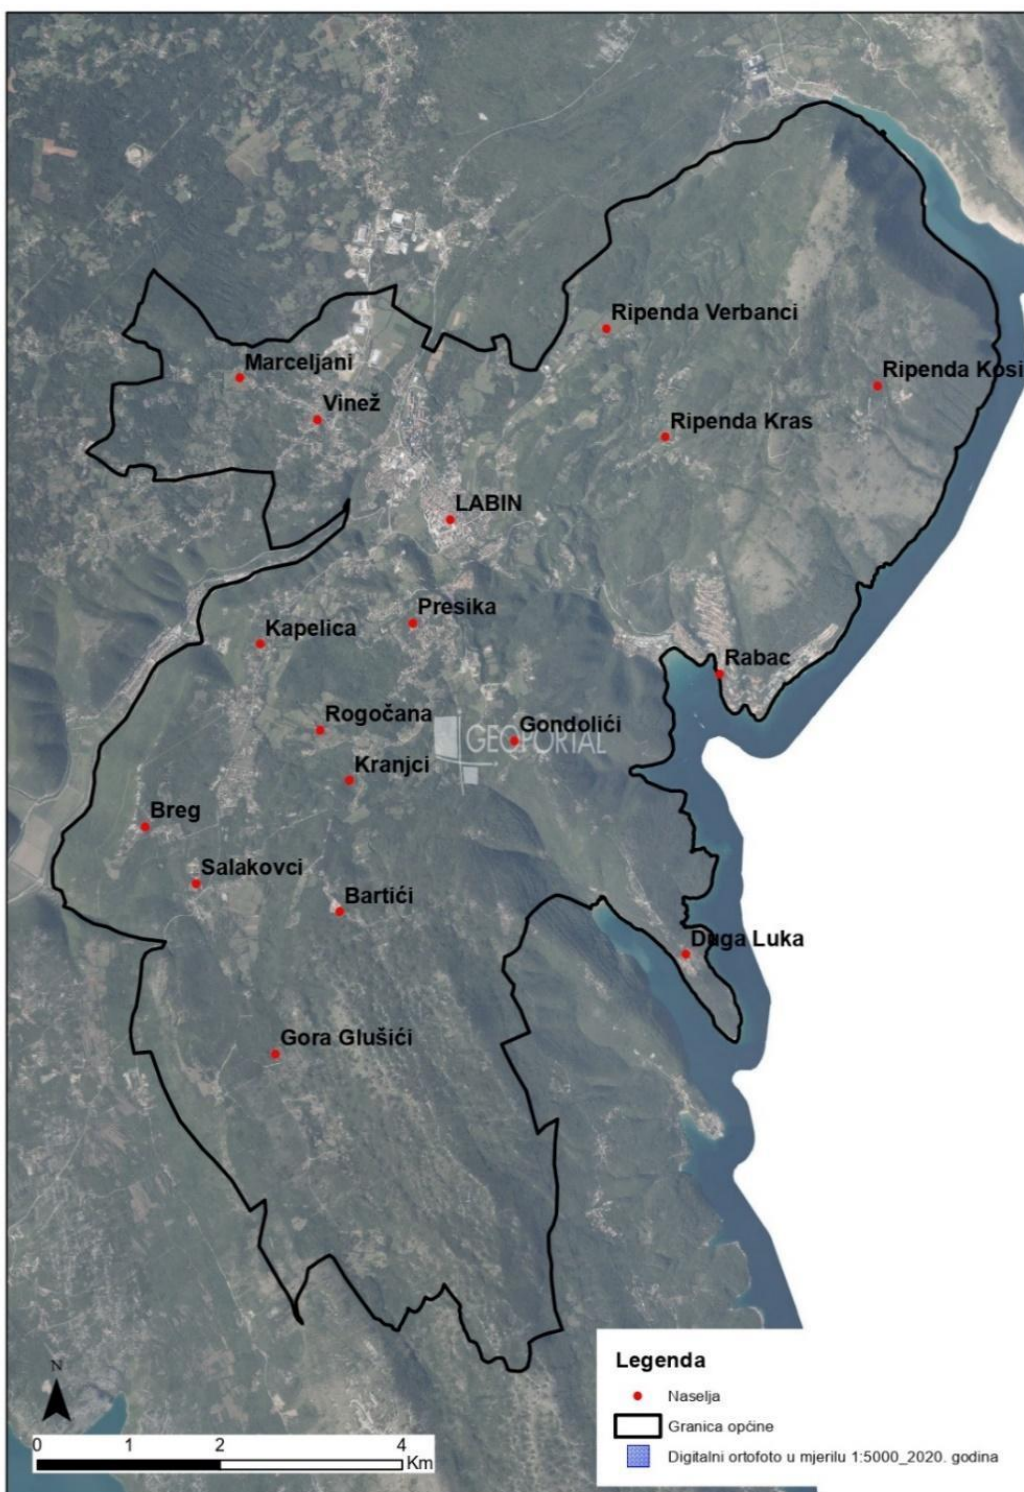 Ripenda Verbanci
Marceljani
Ripenda Kosi
Vinež
Ripenda Kras
LABIN
Presika
Kapelica
Rabac
Rogočana
Gondolići
GEOPORTAL
Kranjci
Breg
Salakovci
Bartići
Duga Luka
Gora Glušići
Legenda
Naselja
Granica općine
Digitalni ortofoto u mjerilu 1:5000_2020. godina
N
0 1 2 4
Km